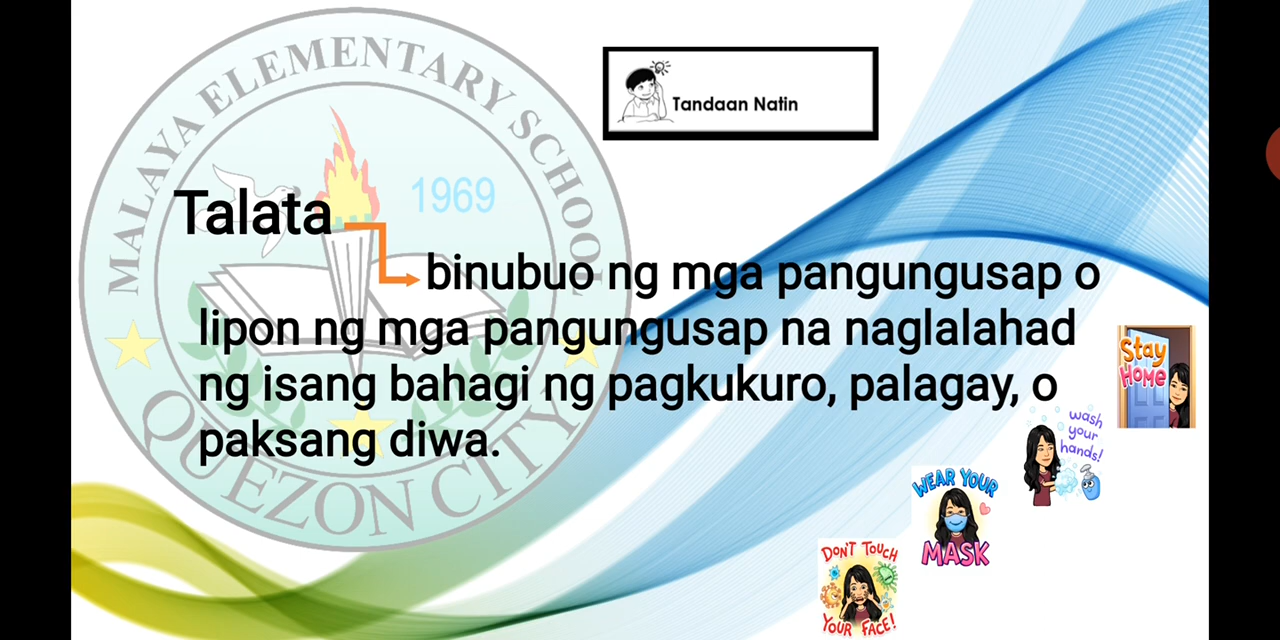 MALAYA ELEMENTARY SCHOOL
1969
QUEZON CITY
Tandaan Natin
Talata
binubuo ng mga pangungusap o
lipon ng mga pangungusap na naglalahad
ng isang bahagi ng pagkukuro, palagay, o
paksang diwa.
Stay
HOME
wash
your
hands!
WEAR YOUR
MASK
DON'T TOUCH
YOUR FACE!